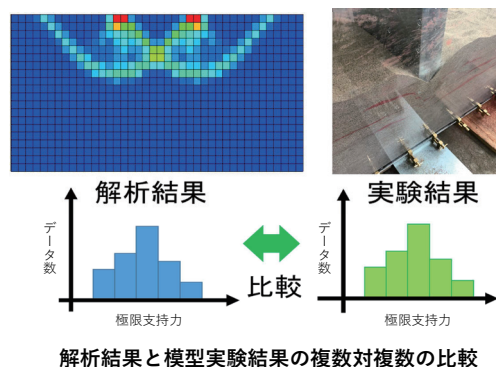 解析結果
実験結果
データ数
比較
データ数
極限支持力
極限支持力
解析結果と模型実験結果の複数対複数の比較